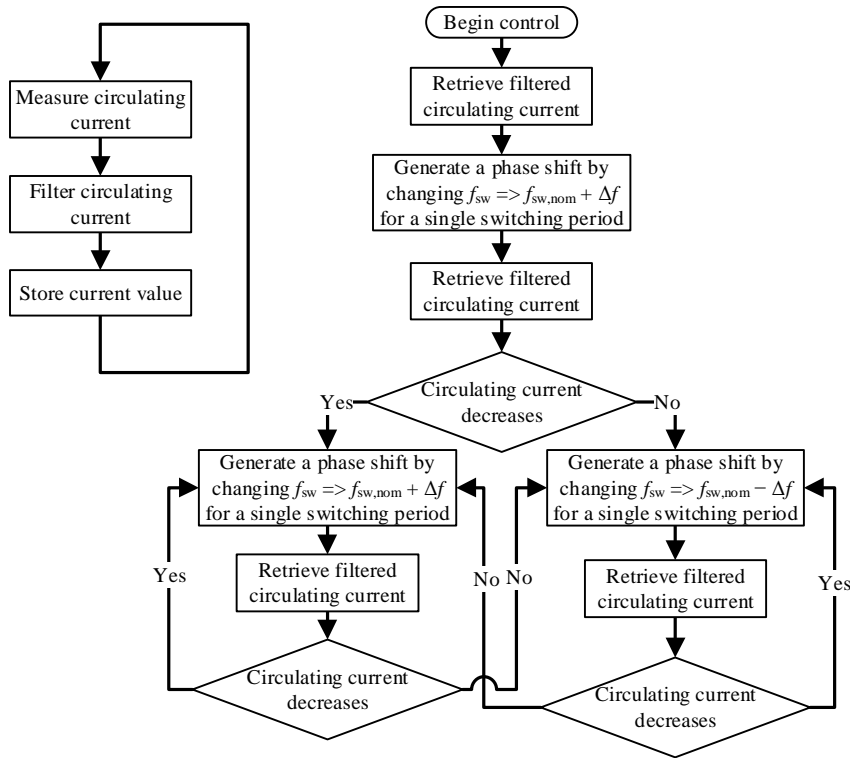 Measure circulating
current
Filter circulating
current
Store current value
Begin control
Retrieve filtered
circulating current
Generate a phase shift by
changing fsw => fsw,nom + Δf
for a single switching period
Retrieve filtered
circulating current
Circulating current
decreases
Yes
No
Generate a phase shift by
changing fsw => fsw,nom + Δf
for a single switching period
Retrieve filtered
circulating current
Circulating current
decreases
Yes
No
Generate a phase shift by
changing fsw => fsw,nom − Δf
for a single switching period
Retrieve filtered
circulating current
Circulating current
decreases
No
Yes